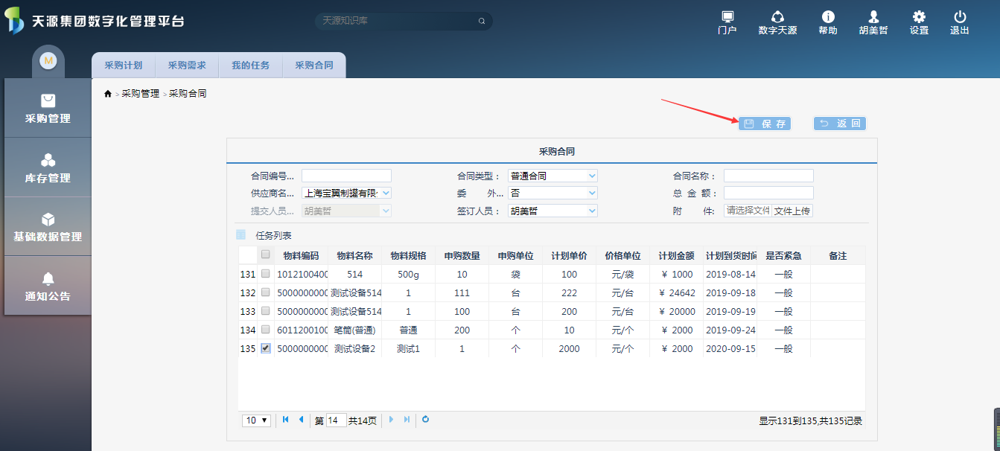 天源集团数字化管理平台
天源知识库
门户
数字天源
帮助
胡美哲
设置
退出
M
采购计划
采购需求
我的任务
采购合同
采购管理
库存管理
基础数据管理
通知公告
> 采购管理 > 采购合同
保 存
返 回
采购合同
合同编号...
合同类型： 普通合同
合同名称：
供应商名... 上海宝翼制罐有限
委 外... 否
总 金 额：
提交人员... 胡美哲
签订人员： 胡美哲
附 件: 请选择文件 文件上传
任务列表
物料编码 物料名称 物料规格 申购数量 申购单位 计划单价 价格单位 计划金额 计划到货时间 是否紧急 备注
131 1012100400 514 500g 10 袋 100 元/袋 ￥ 1000 2019-08-14 一般
132 5000000000 测试设备514 1 111 台 222 元/台 ￥ 24642 2019-09-18 一般
133 5000000000 测试设备514 1 100 台 200 元/台 ￥ 20000 2019-09-19 一般
134 6011200100 笔筒(普通) 普通 200 个 10 元/个 ￥ 2000 2019-09-24 一般
135 5000000000 测试设备2 测试1 1 个 2000 元/个 ￥ 2000 2020-09-15 一般
10 第 14 共14页
显示131到135,共135记录